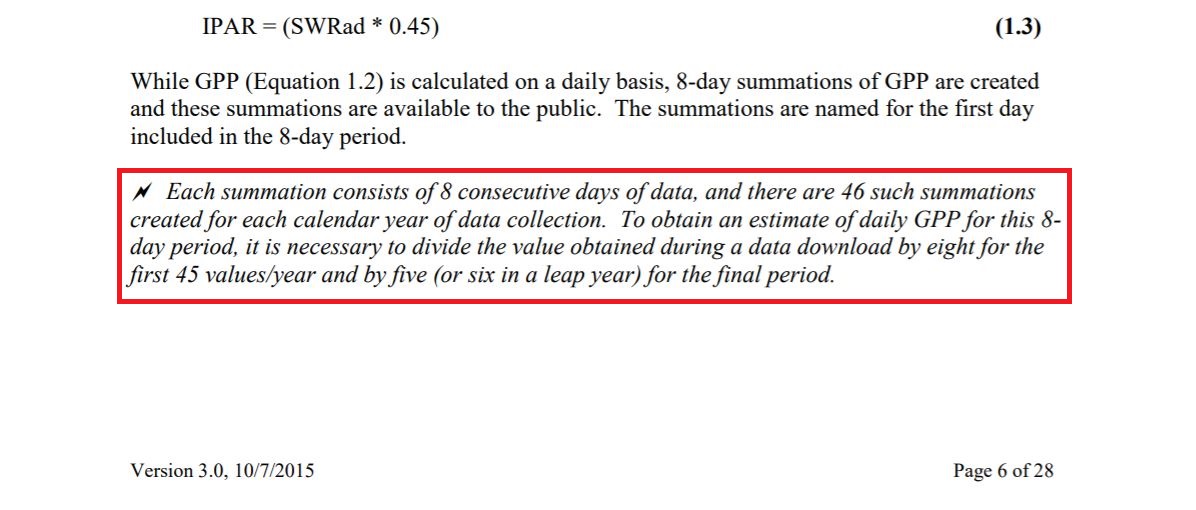 IPAR = (SWRad * 0.45) (1.3)
While GPP (Equation 1.2) is calculated on a daily basis, 8-day summations of GPP are created
and these summations are available to the public. The summations are named for the first day
included in the 8-day period.
Each summation consists of 8 consecutive days of data, and there are 46 such summations
created for each calendar year of data collection. To obtain an estimate of daily GPP for this 8-
day period, it is necessary to divide the value obtained during a data download by eight for the
first 45 values/year and by five (or six in a leap year) for the final period.
Version 3.0, 10/7/2015 Page 6 of 28